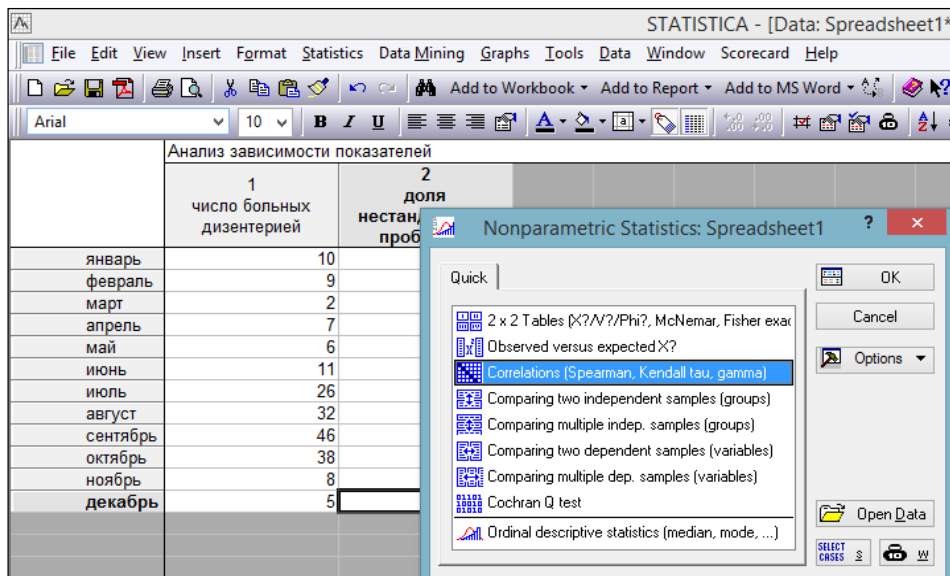 STATISTICA - [Data: Spreadsheet1*
File Edit View Insert Format Statistics Data Mining Graphs Tools Data Window Scorecard Help
Add to Workbook Add to Report Add to MS Word
Arial 10 B I U
Анализ зависимости показателей
1
число больных
дизентерией
2
доля
нестан
проб
январь 10
февраль 9
март 2
апрель 7
май 6
июнь 11
июль 26
август 32
сентябрь 46
октябрь 38
ноябрь 8
декабрь 5
Nonparametric Statistics: Spreadsheet1 ?
Quick
2 x 2 Tables (X?/V?/Phi?, McNemar, Fisher exac
Observed versus expected X?
Correlations (Spearman, Kendall tau, gamma)
Comparing two independent samples (groups)
Comparing multiple indep. samples (groups)
Comparing two dependent samples (variables)
Comparing multiple dep. samples (variables)
Cochran Q test
Ordinal descriptive statistics (median, mode, ...)
OK
Cancel
Options
Open Data
SELECT
CASES S
W